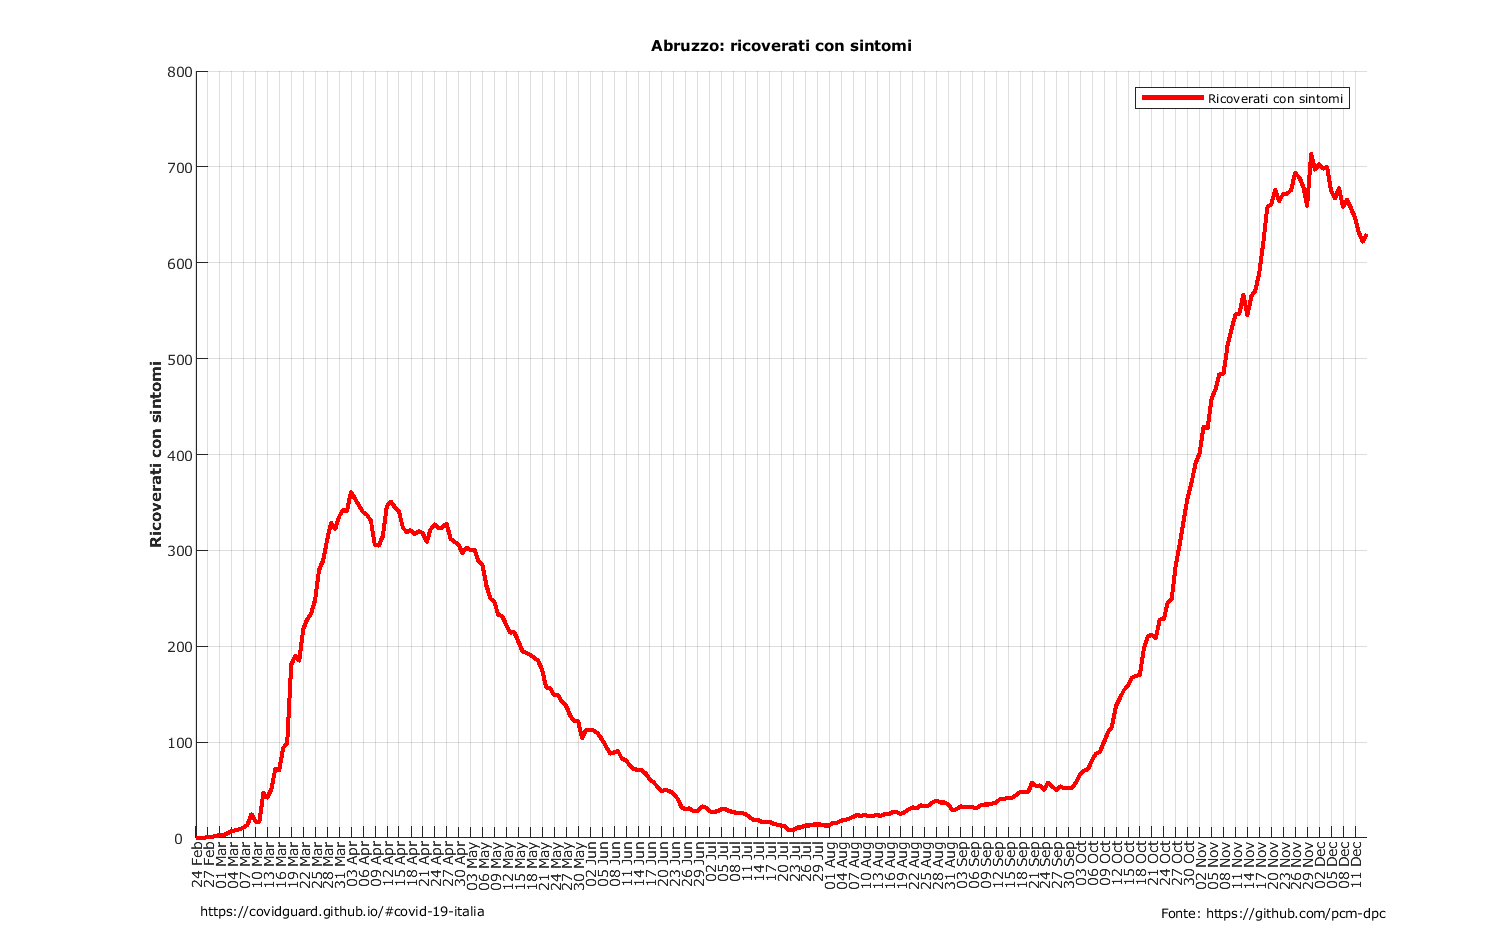 Abruzzo: ricoverati con sintomi
Ricoverati con sintomi
Ricoverati con sintomi
800
700
600
500
400
300
200
100
0
24 Feb
27 Feb
01 Mar
04 Mar
07 Mar
10 Mar
13 Mar
16 Mar
19 Mar
22 Mar
25 Mar
28 Mar
31 Mar
03 Apr
06 Apr
09 Apr
12 Apr
15 Apr
18 Apr
21 Apr
24 Apr
27 Apr
30 Apr
03 May
06 May
09 May
12 May
15 May
18 May
21 May
24 May
27 May
30 May
02 Jun
05 Jun
08 Jun
11 Jun
14 Jun
17 Jun
20 Jun
23 Jun
26 Jun
29 Jun
02 Jul
05 Jul
08 Jul
11 Jul
14 Jul
17 Jul
20 Jul
23 Jul
26 Jul
29 Jul
01 Aug
04 Aug
07 Aug
10 Aug
13 Aug
16 Aug
19 Aug
22 Aug
25 Aug
28 Aug
31 Aug
03 Sep
06 Sep
09 Sep
12 Sep
15 Sep
18 Sep
21 Sep
24 Sep
27 Sep
30 Sep
03 Oct
06 Oct
09 Oct
12 Oct
15 Oct
18 Oct
21 Oct
24 Oct
27 Oct
30 Oct
02 Nov
05 Nov
08 Nov
11 Nov
14 Nov
17 Nov
20 Nov
23 Nov
26 Nov
29 Nov
02 Dec
05 Dec
08 Dec
11 Dec
https://covidguard.github.io/#covid-19-italia
Fonte: https://github.com/pcm-dpc